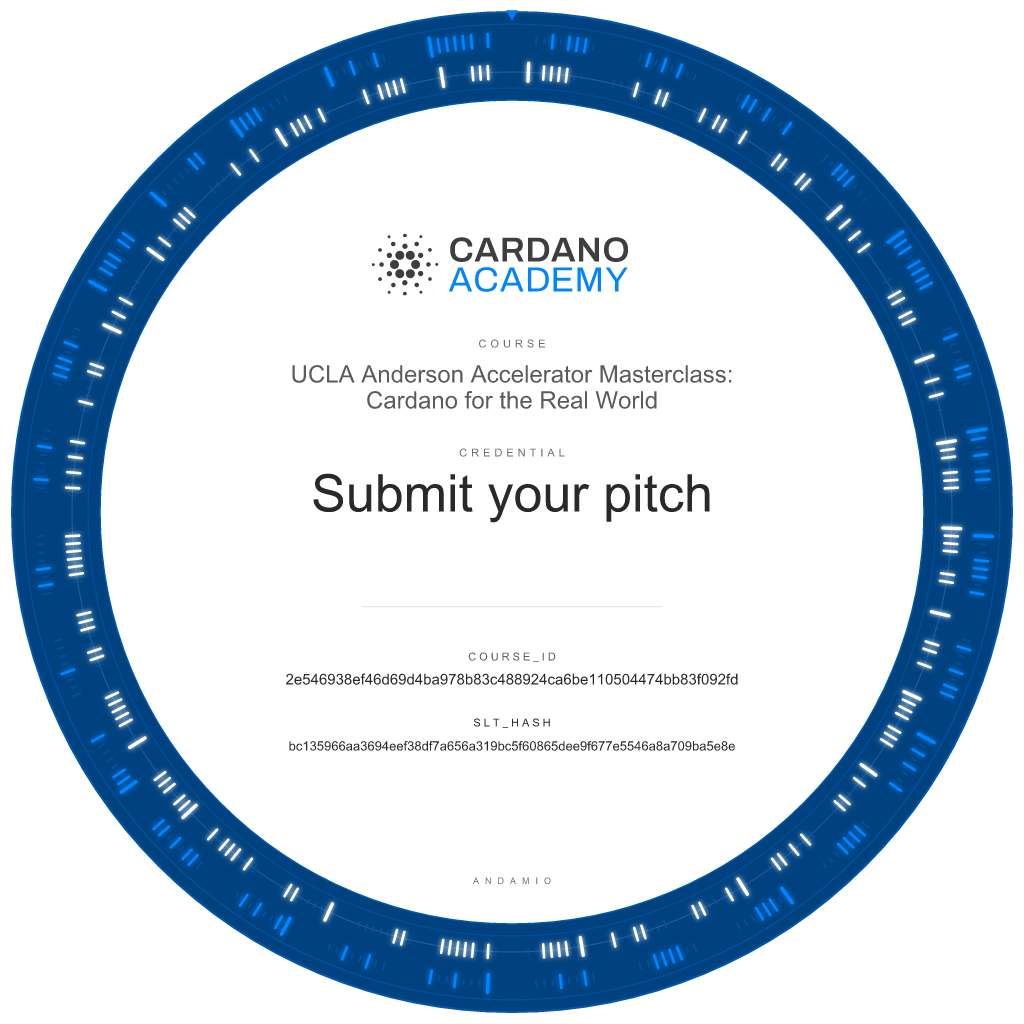 CARDANO
ACADEMY
COURSE
UCLA Anderson Accelerator Masterclass:
Cardano for the Real World
CREDENTIAL
Submit your pitch
COURSE_ID
2e546938ef46d69d4ba978b83c488924ca6be110504474bb83f092fd
SLT_HASH
bc135966aa3694eef38df7a656a319bc5f60865dee9f677e5546a8a709ba5e8e
ANDAMIO